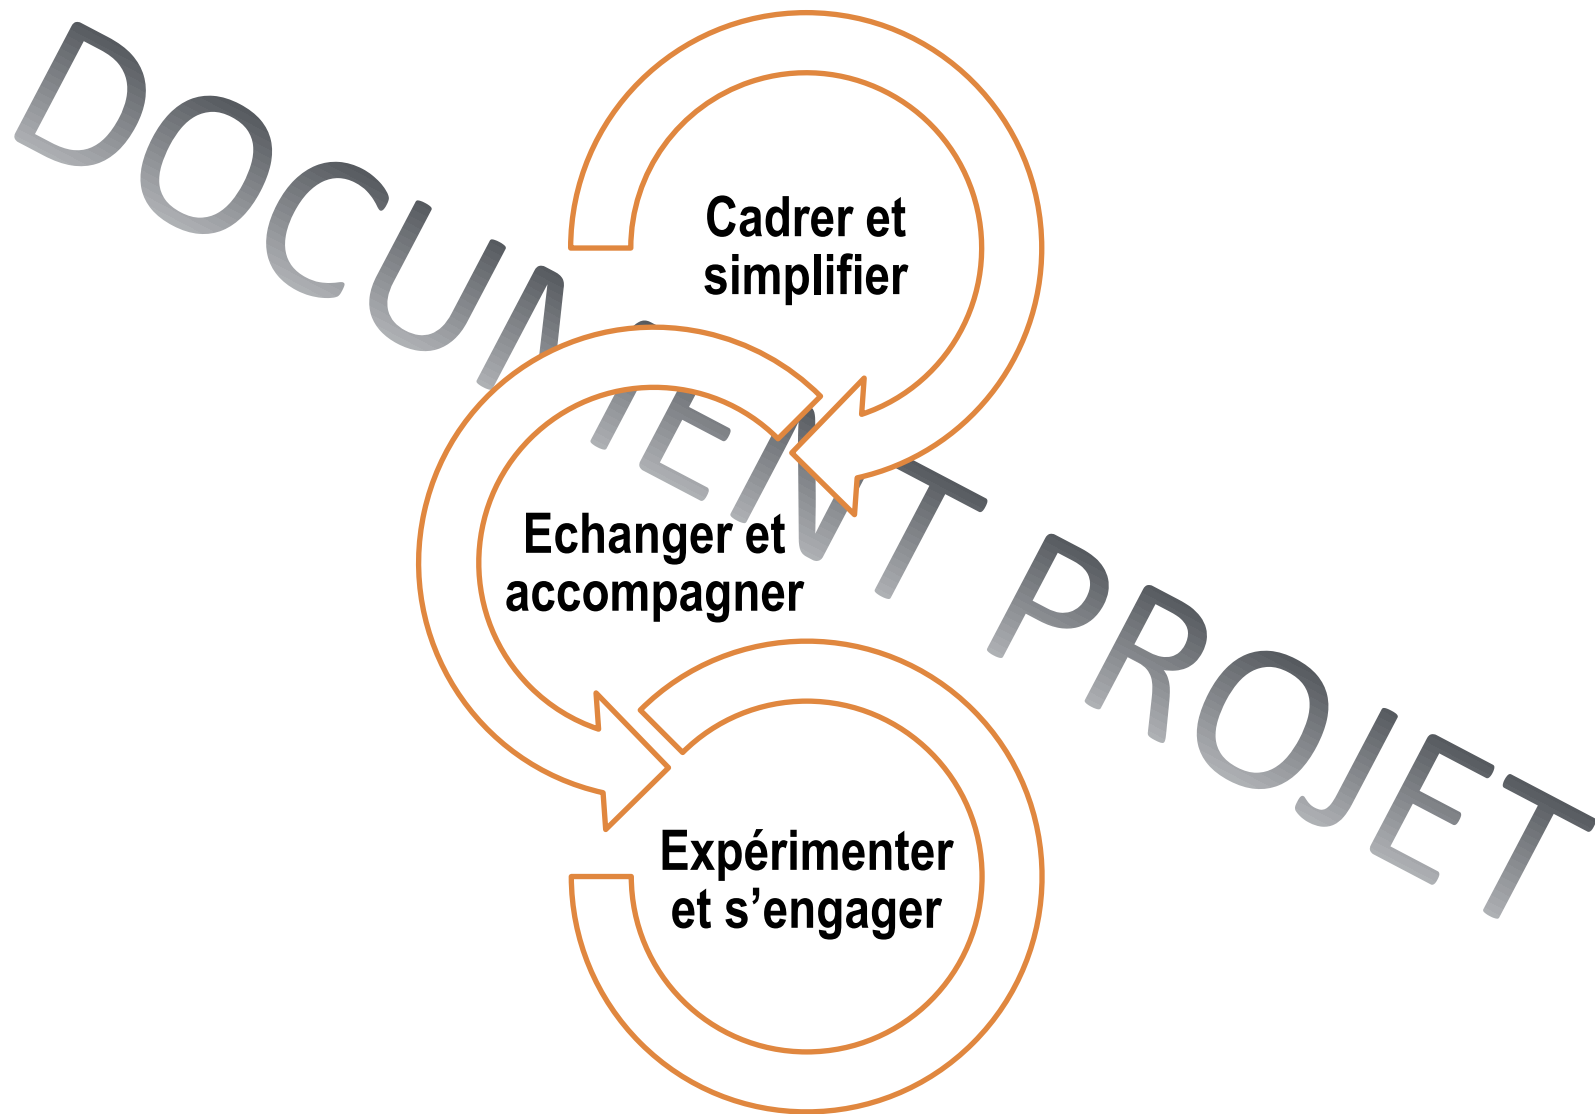 DOCUMENT PROJET
Cadrer et
simplifier
Echanger et
accompagner
Expérimenter
et s’engager